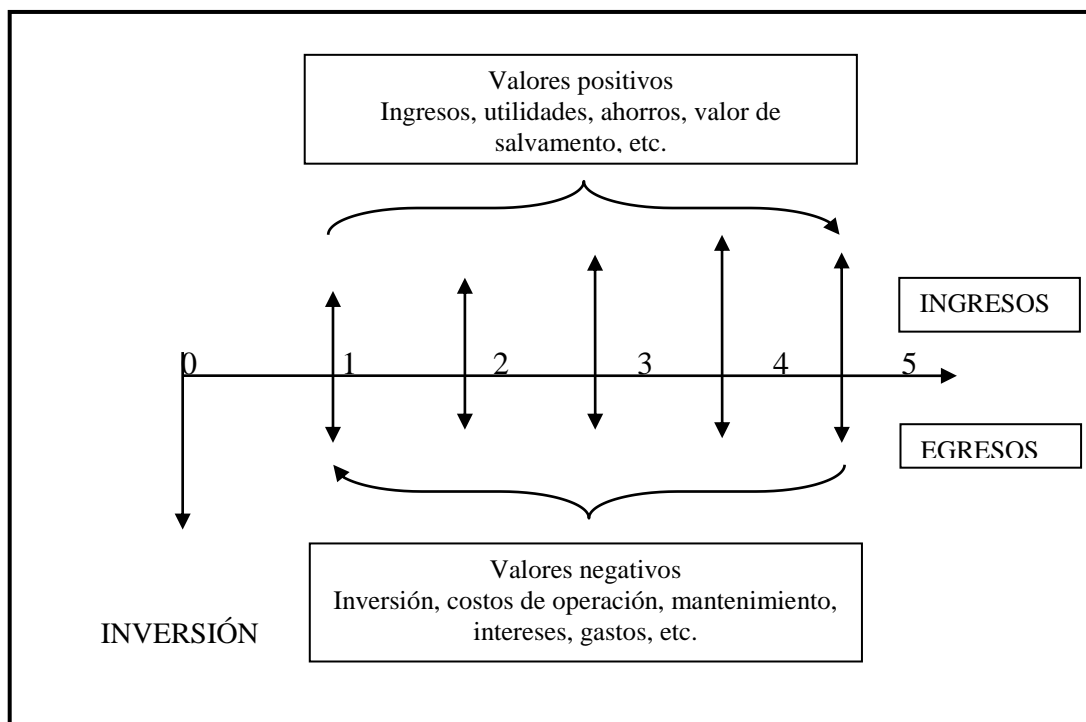 Valores positivos
Ingresos, utilidades, ahorros, valor de
salvamento, etc.
INGRESOS
0 1 2 3 4 5
EGRESOS
Valores negativos
Inversión, costos de operación, mantenimiento,
intereses, gastos, etc.
INVERSIÓN